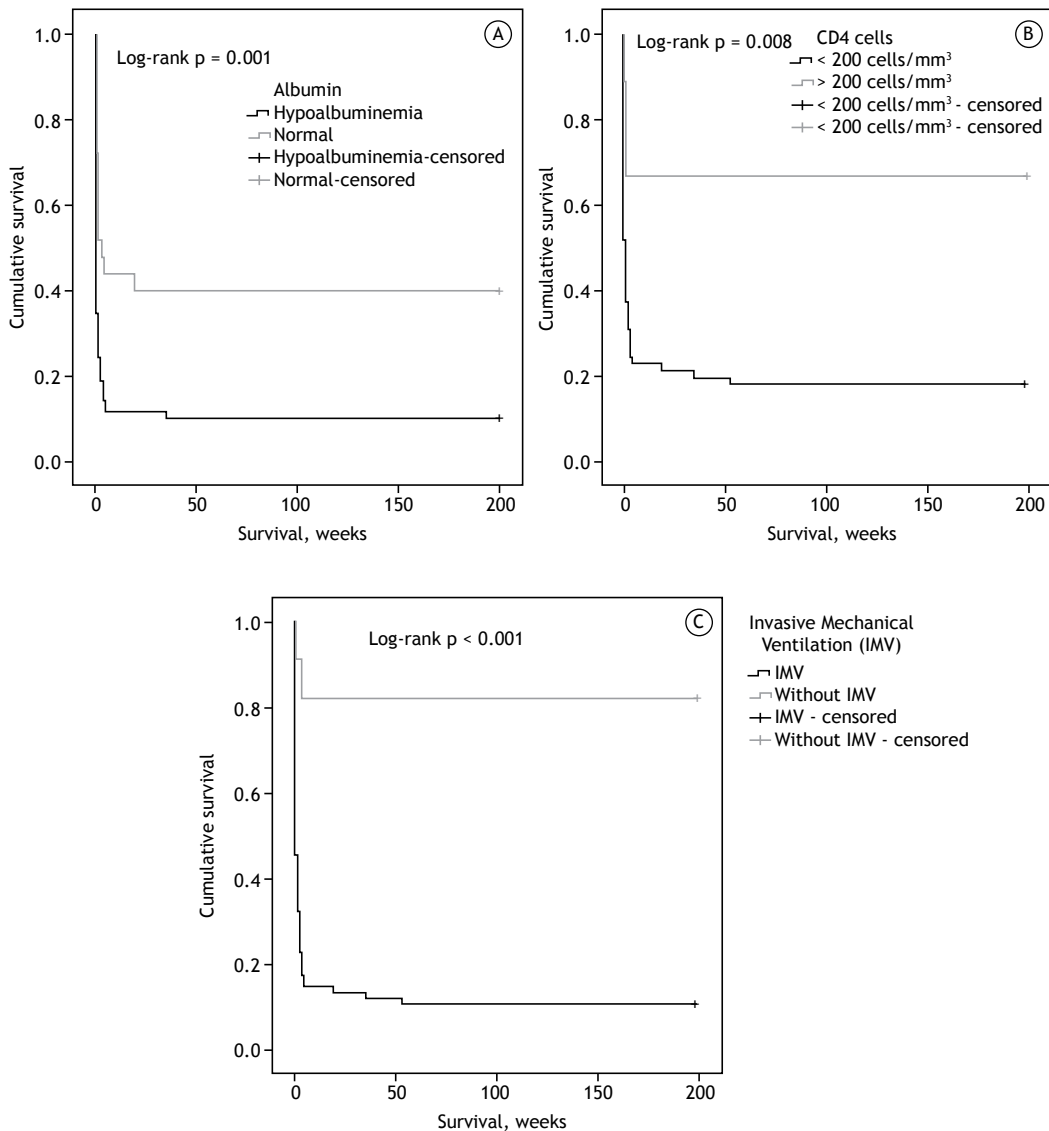 A
Log-rank p = 0.001
Albumin
Hypoalbuminemia
Normal
Hypoalbuminemia-censored
Normal-censored
Cumulative survival
1.0
0.8
0.6
0.4
0.2
0.0
0 50 100 150 200
Survival, weeks
B
Log-rank p = 0.008
CD4 cells
< 200 cells/mm³
> 200 cells/mm³
< 200 cells/mm³ - censored
< 200 cells/mm³ - censored
Cumulative survival
1.0
0.8
0.6
0.4
0.2
0.0
0 50 100 150 200
Survival, weeks
C
Log-rank p < 0.001
Invasive Mechanical
Ventilation (IMV)
IMV
Without IMV
IMV - censored
Without IMV - censored
Cumulative survival
1.0
0.8
0.6
0.4
0.2
0.0
0 50 100 150 200
Survival, weeks